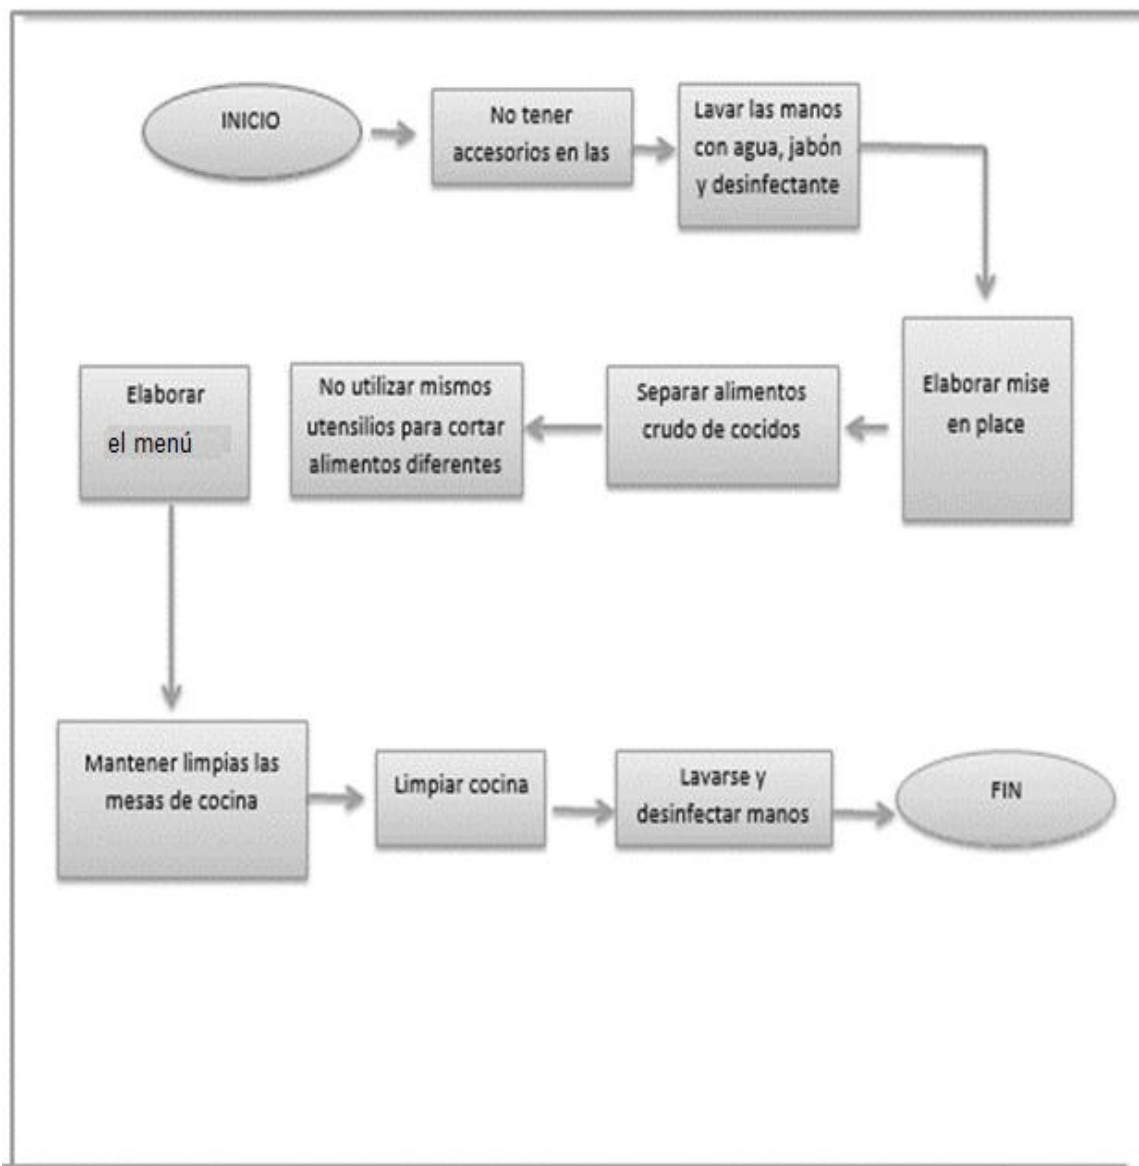 INICIO
No tener
accesorios en las
Lavar las manos
con agua, jabón
y desinfectante
Elaborar mise
en place
Separar alimentos
crudo de cocidos
No utilizar mismos
utensilios para cortar
alimentos diferentes
Elaborar
el menú
Mantener limpias las
mesas de cocina
Limpiar cocina
Lavarse y
desinfectar manos
FIN